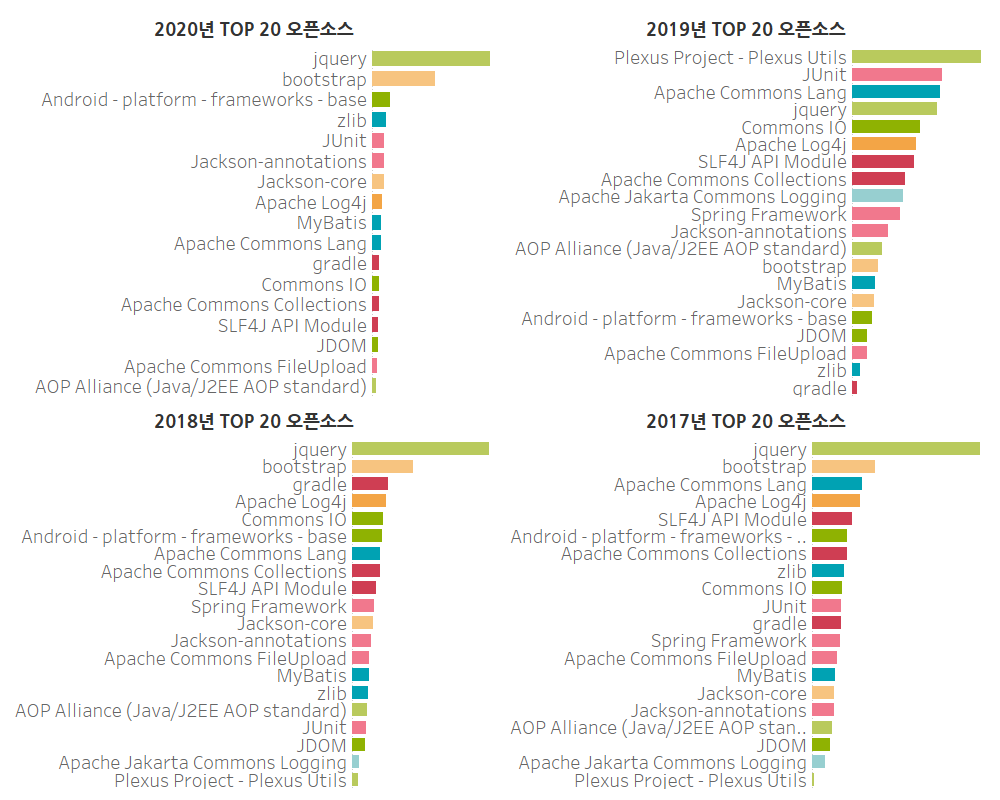 2020년 TOP 20 오픈소스
jquery
bootstrap
Android - platform - frameworks - base
zlib
JUnit
Jackson-annotations
Jackson-core
Apache Log4j
MyBatis
Apache Commons Lang
gradle
Commons IO
Apache Commons Collections
SLF4J API Module
JDOM
Apache Commons FileUpload
AOP Alliance (Java/J2EE AOP standard)
2019년 TOP 20 오픈소스
Plexus Project - Plexus Utils
JUnit
Apache Commons Lang
jquery
Commons IO
Apache Log4j
SLF4J API Module
Apache Commons Collections
Apache Jakarta Commons Logging
Spring Framework
Jackson-annotations
AOP Alliance (Java/J2EE AOP standard)
bootstrap
MyBatis
Jackson-core
Android - platform - frameworks - base
JDOM
Apache Commons FileUpload
zlib
gradle
2018년 TOP 20 오픈소스
jquery
bootstrap
gradle
Apache Log4j
Commons IO
Android - platform - frameworks - base
Apache Commons Lang
Apache Commons Collections
SLF4J API Module
Spring Framework
Jackson-core
Jackson-annotations
Apache Commons FileUpload
MyBatis
zlib
AOP Alliance (Java/J2EE AOP standard)
JUnit
JDOM
Apache Jakarta Commons Logging
Plexus Project - Plexus Utils
2017년 TOP 20 오픈소스
jquery
bootstrap
Apache Commons Lang
Apache Log4j
SLF4J API Module
Android - platform - frameworks - ..
Apache Commons Collections
zlib
Commons IO
JUnit
gradle
Spring Framework
Apache Commons FileUpload
MyBatis
Jackson-core
Jackson-annotations
AOP Alliance (Java/J2EE AOP stan..
JDOM
Apache Jakarta Commons Logging
Plexus Project - Plexus Utils